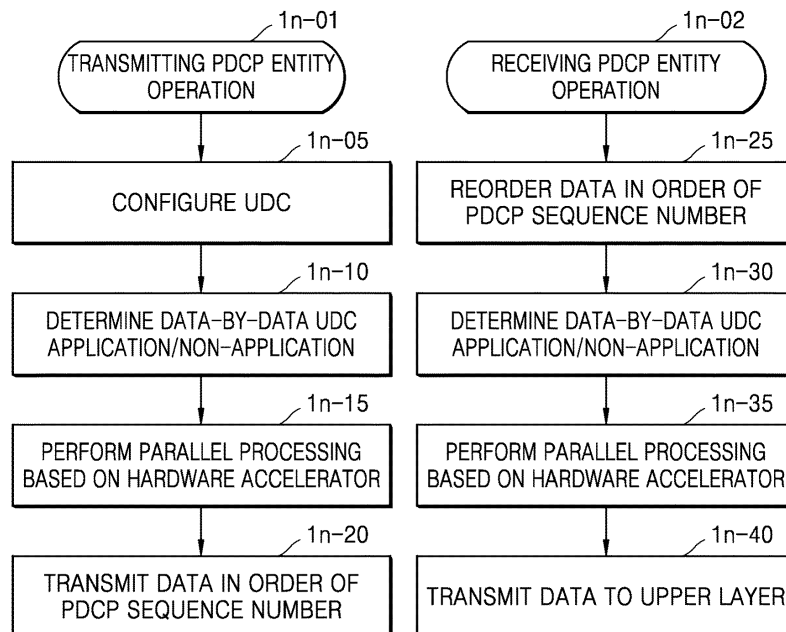 1n-01
TRANSMITTING PDCP ENTITY
OPERATION
1n-05
CONFIGURE UDC
1n-10
DETERMINE DATA-BY-DATA UDC
APPLICATION/NON-APPLICATION
1n-15
PERFORM PARALLEL PROCESSING
BASED ON HARDWARE ACCELERATOR
1n-20
TRANSMIT DATA IN ORDER OF
PDCP SEQUENCE NUMBER
1n-02
RECEIVING PDCP ENTITY
OPERATION
1n-25
REORDER DATA IN ORDER OF
PDCP SEQUENCE NUMBER
1n-30
DETERMINE DATA-BY-DATA UDC
APPLICATION/NON-APPLICATION
1n-35
PERFORM PARALLEL PROCESSING
BASED ON HARDWARE ACCELERATOR
1n-40
TRANSMIT DATA TO UPPER LAYER